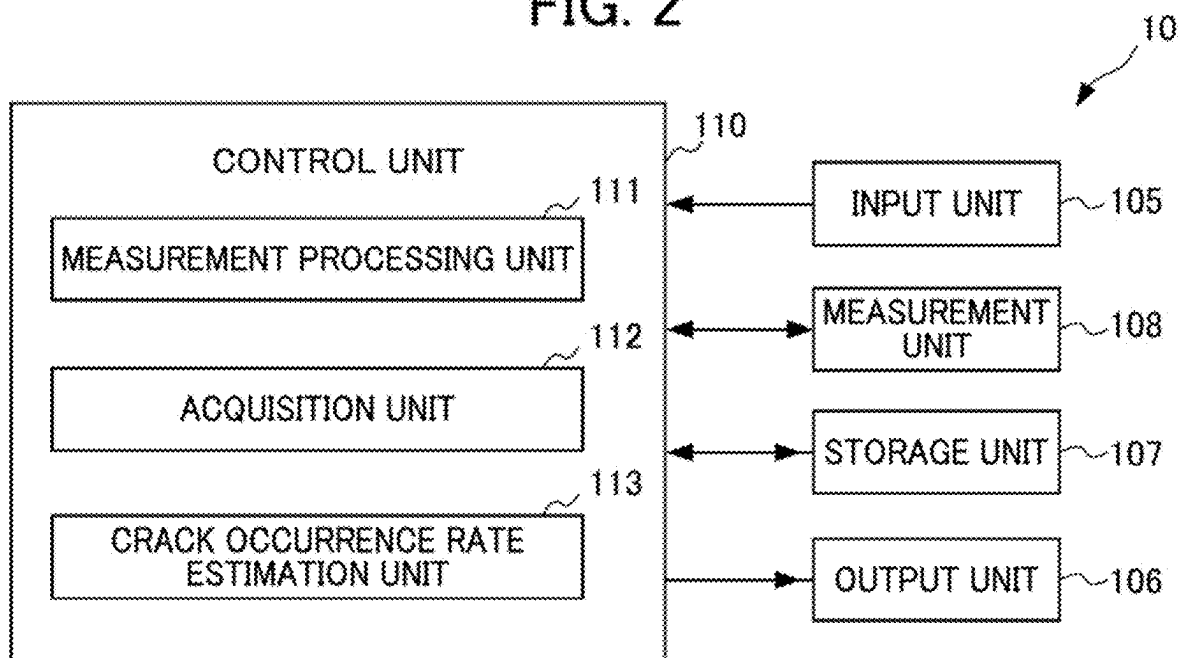 FIG. 2
10
110
CONTROL UNIT
111
MEASUREMENT PROCESSING UNIT
112
ACQUISITION UNIT
113
CRACK OCCURRENCE RATE
ESTIMATION UNIT
INPUT UNIT
105
MEASUREMENT
UNIT
108
STORAGE UNIT
107
OUTPUT UNIT
106